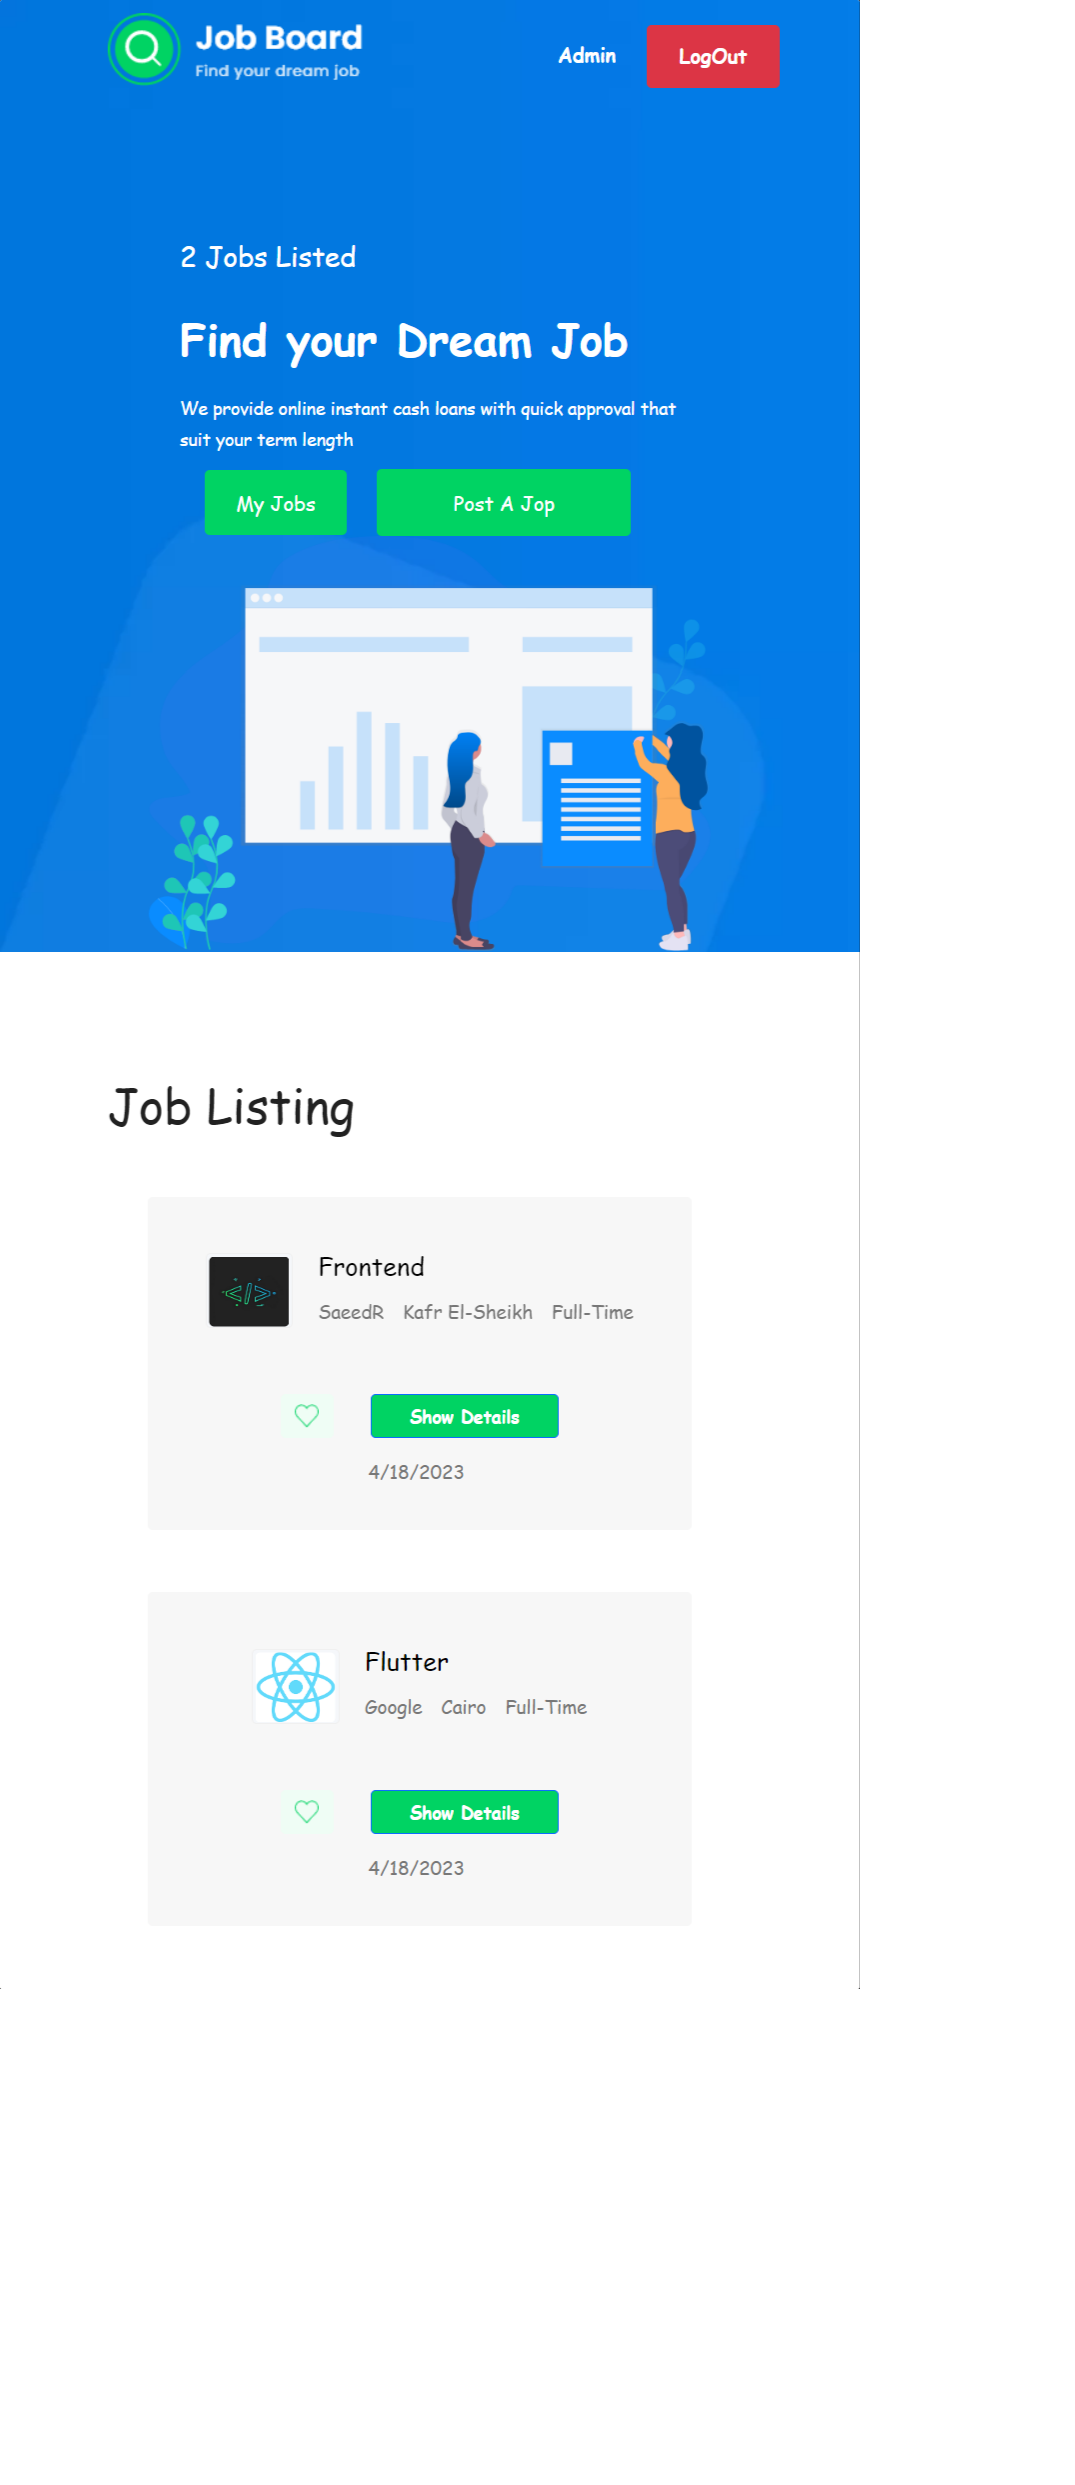 Job Board
Find your dream job
Admin
LogOut
2 Jobs Listed
Find your Dream Job
We provide online instant cash loans with quick approval that
suit your term length
My Jobs
Post A Jop
Job Listing
Frontend
SaeedR Kafr El-Sheikh Full-Time
</>
Show Details
4/18/2023
Flutter
Google Cairo Full-Time
Show Details
4/18/2023